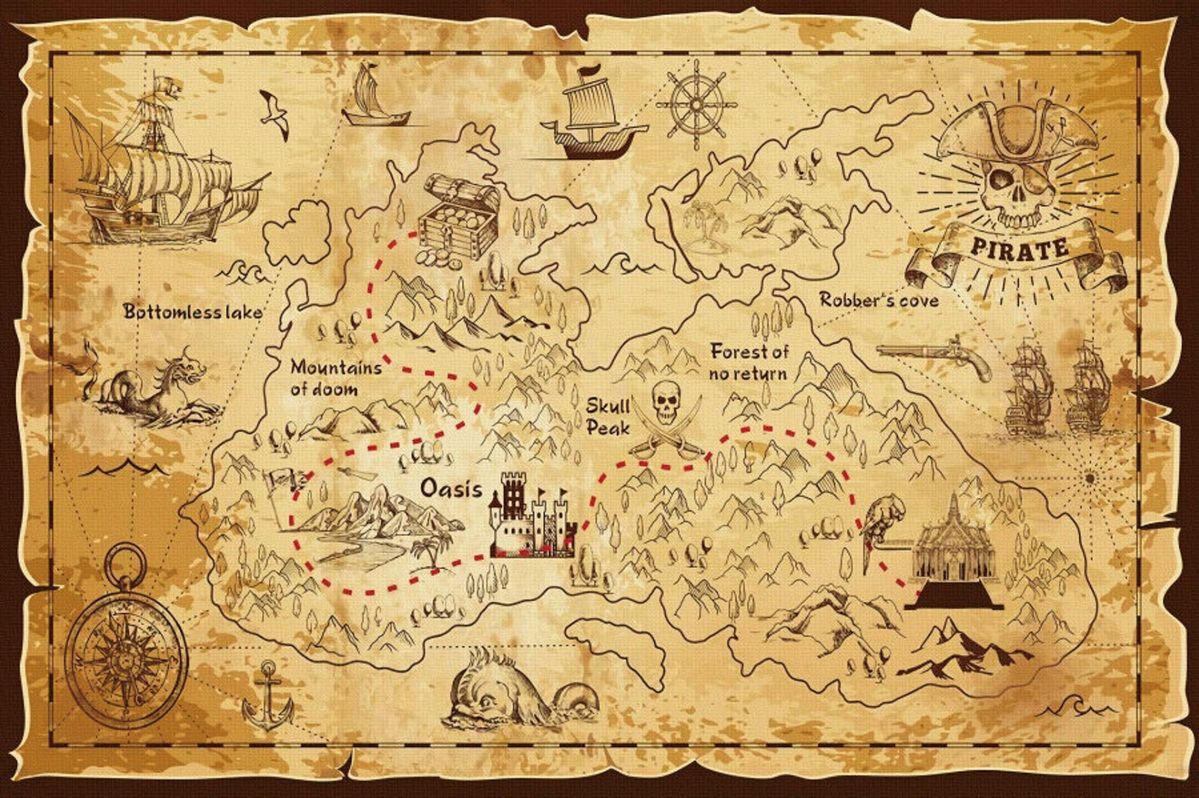 PIRATE
Bottomless lake
Robber's cove
Mountains
of doom
Forest of
no return
Skull
Peak
Oasis